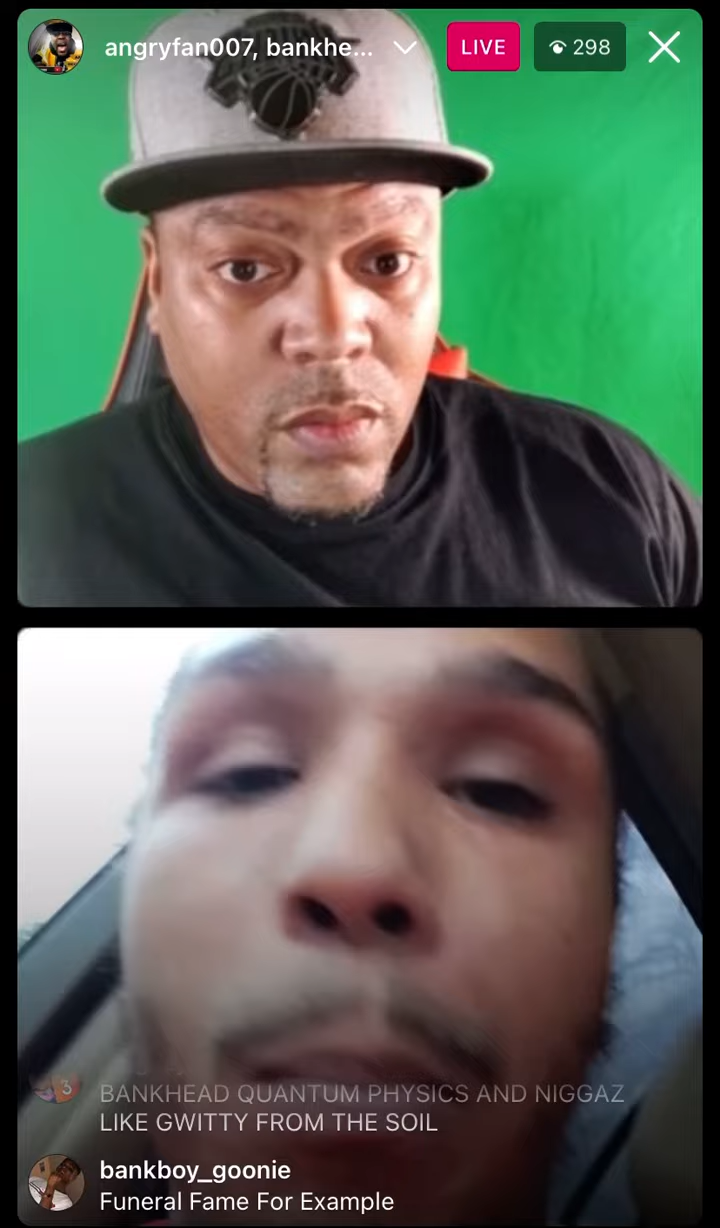 angryfan007, bankhe...
LIVE
298
3
BANKHEAD QUANTUM PHYSICS AND NIGGAZ
LIKE GWITTY FROM THE SOIL
bankboy_goonie
Funeral Fame For Example